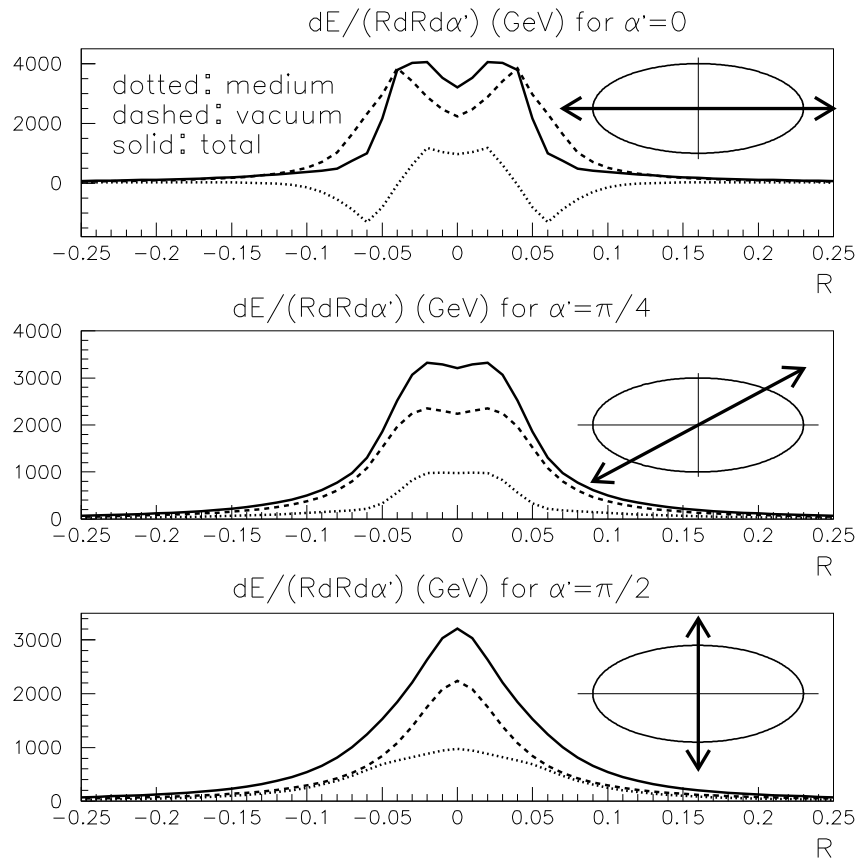 dE/(RdRdα’) (GeV) for α’=0
4000
dotted: medium
dashed: vacuum
2000
solid: total
0
−0.25 −0.2 −0.15 −0.1 −0.05 0 0.05 0.1 0.15 0.2 0.25
R
dE/(RdRdα’) (GeV) for α’=π/4
4000
3000
2000
1000
0
−0.25 −0.2 −0.15 −0.1 −0.05 0 0.05 0.1 0.15 0.2 0.25
R
dE/(RdRdα’) (GeV) for α’=π/2
3000
2000
1000
0
−0.25 −0.2 −0.15 −0.1 −0.05 0 0.05 0.1 0.15 0.2 0.25
R